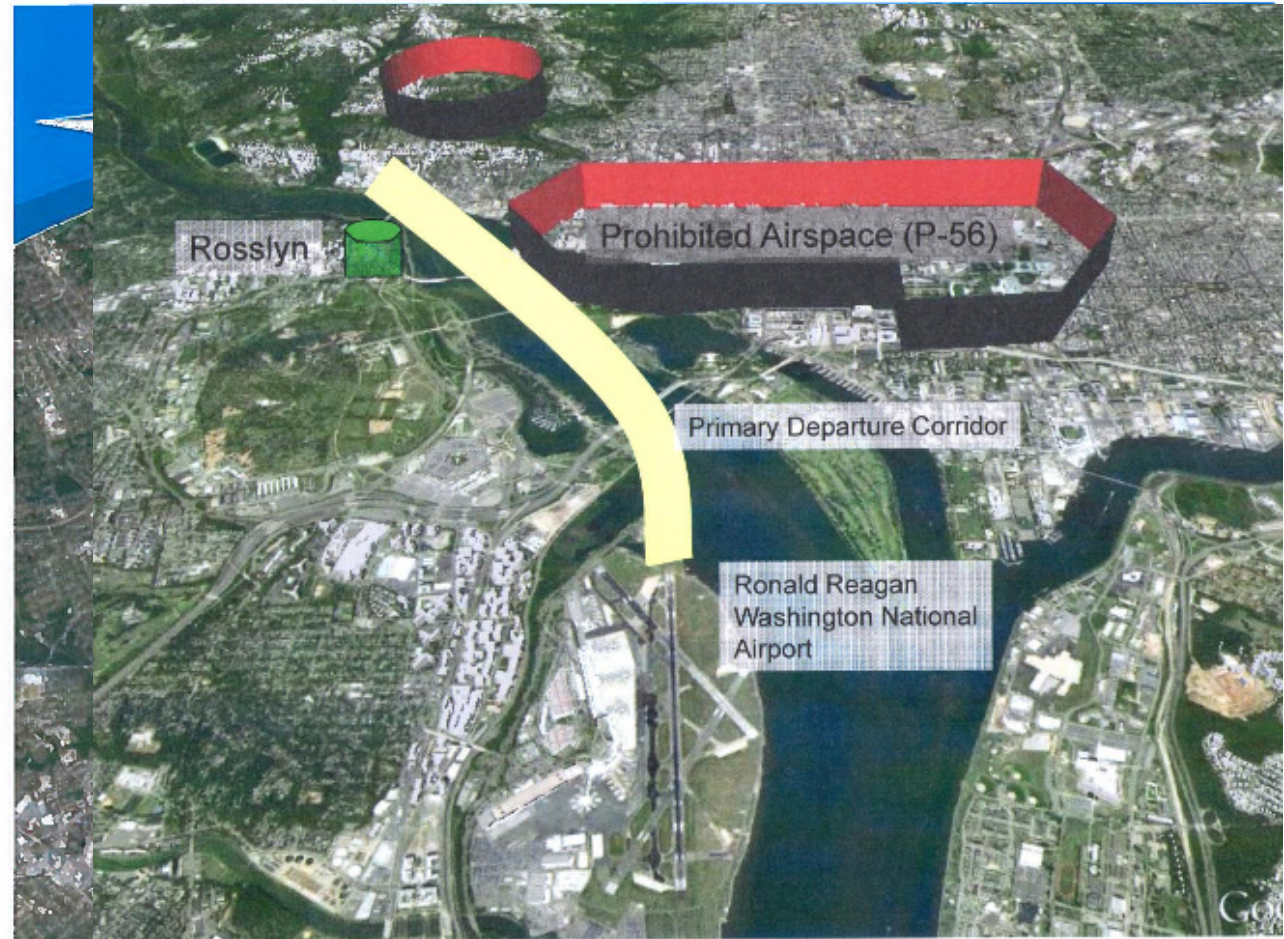 Rosslyn
Prohibited Airspace (P-56)
Primary Departure Corridor
Ronald Reagan
Washington National
Airport